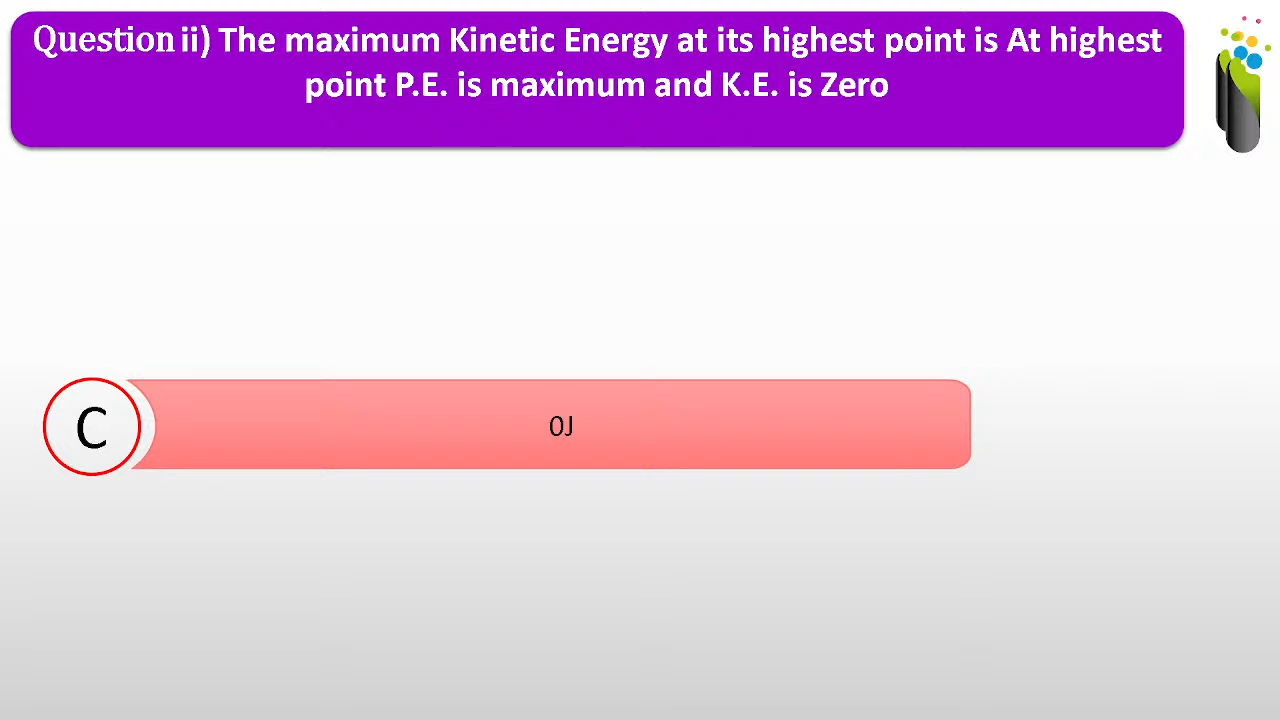 Question ii) The maximum Kinetic Energy at its highest point is At highest
point P.E. is maximum and K.E. is Zero
C
0J